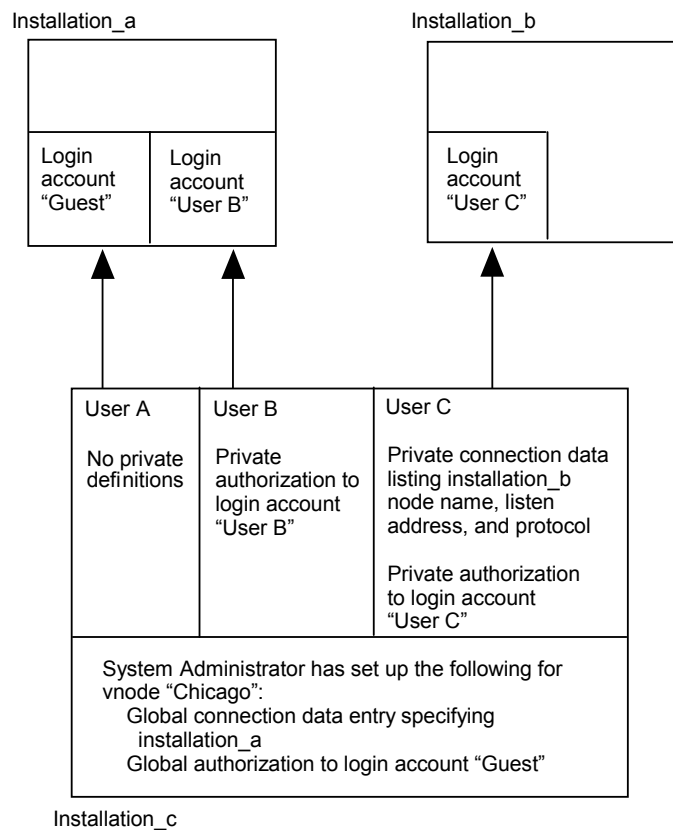 Installation_a
Installation_b
Login
account
“Guest”
Login
account
“User B”
Login
account
“User C”
User A
No private
definitions
User B
Private
authorization to
login account
“User B”
User C
Private connection data
listing installation_b
node name, listen
address, and protocol
Private authorization
to login account
“User C”
System Administrator has set up the following for
vnode “Chicago”:
Global connection data entry specifying
installation_a
Global authorization to login account “Guest”
Installation_c